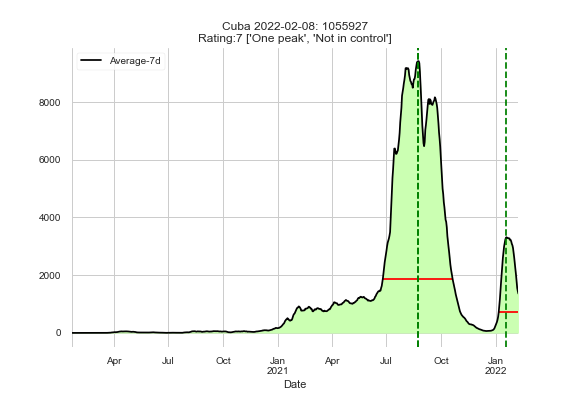 Cuba 2022-02-08: 1055927
Rating:7 ['One peak', 'Not in control']
Average-7d
8000
6000
4000
2000
0
Apr
Jul
Oct
Jan
2021
Apr
Jul
Oct
Jan
2022
Date